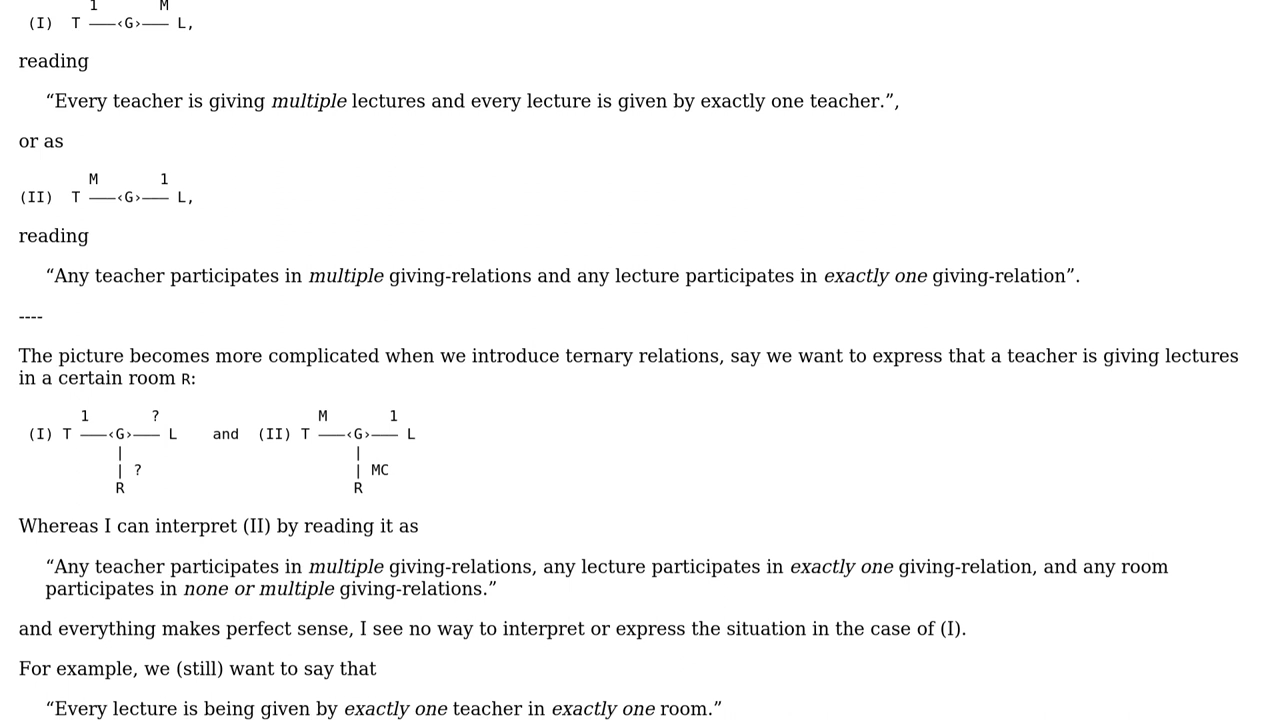 1 M
(I) T ——‹G›—— L,
reading
“Every teacher is giving multiple lectures and every lecture is given by exactly one teacher.”,
or as
M 1
(II) T ——‹G›—— L,
reading
“Any teacher participates in multiple giving-relations and any lecture participates in exactly one giving-relation”.
----
The picture becomes more complicated when we introduce ternary relations, say we want to express that a teacher is giving lectures
in a certain room R:
1 ? M 1
(I) T ——‹G›—— L and (II) T ——‹G›—— L
| |
| ? | MC
R R
Whereas I can interpret (II) by reading it as
“Any teacher participates in multiple giving-relations, any lecture participates in exactly one giving-relation, and any room
participates in none or multiple giving-relations.”
and everything makes perfect sense, I see no way to interpret or express the situation in the case of (I).
For example, we (still) want to say that
“Every lecture is being given by exactly one teacher in exactly one room.”